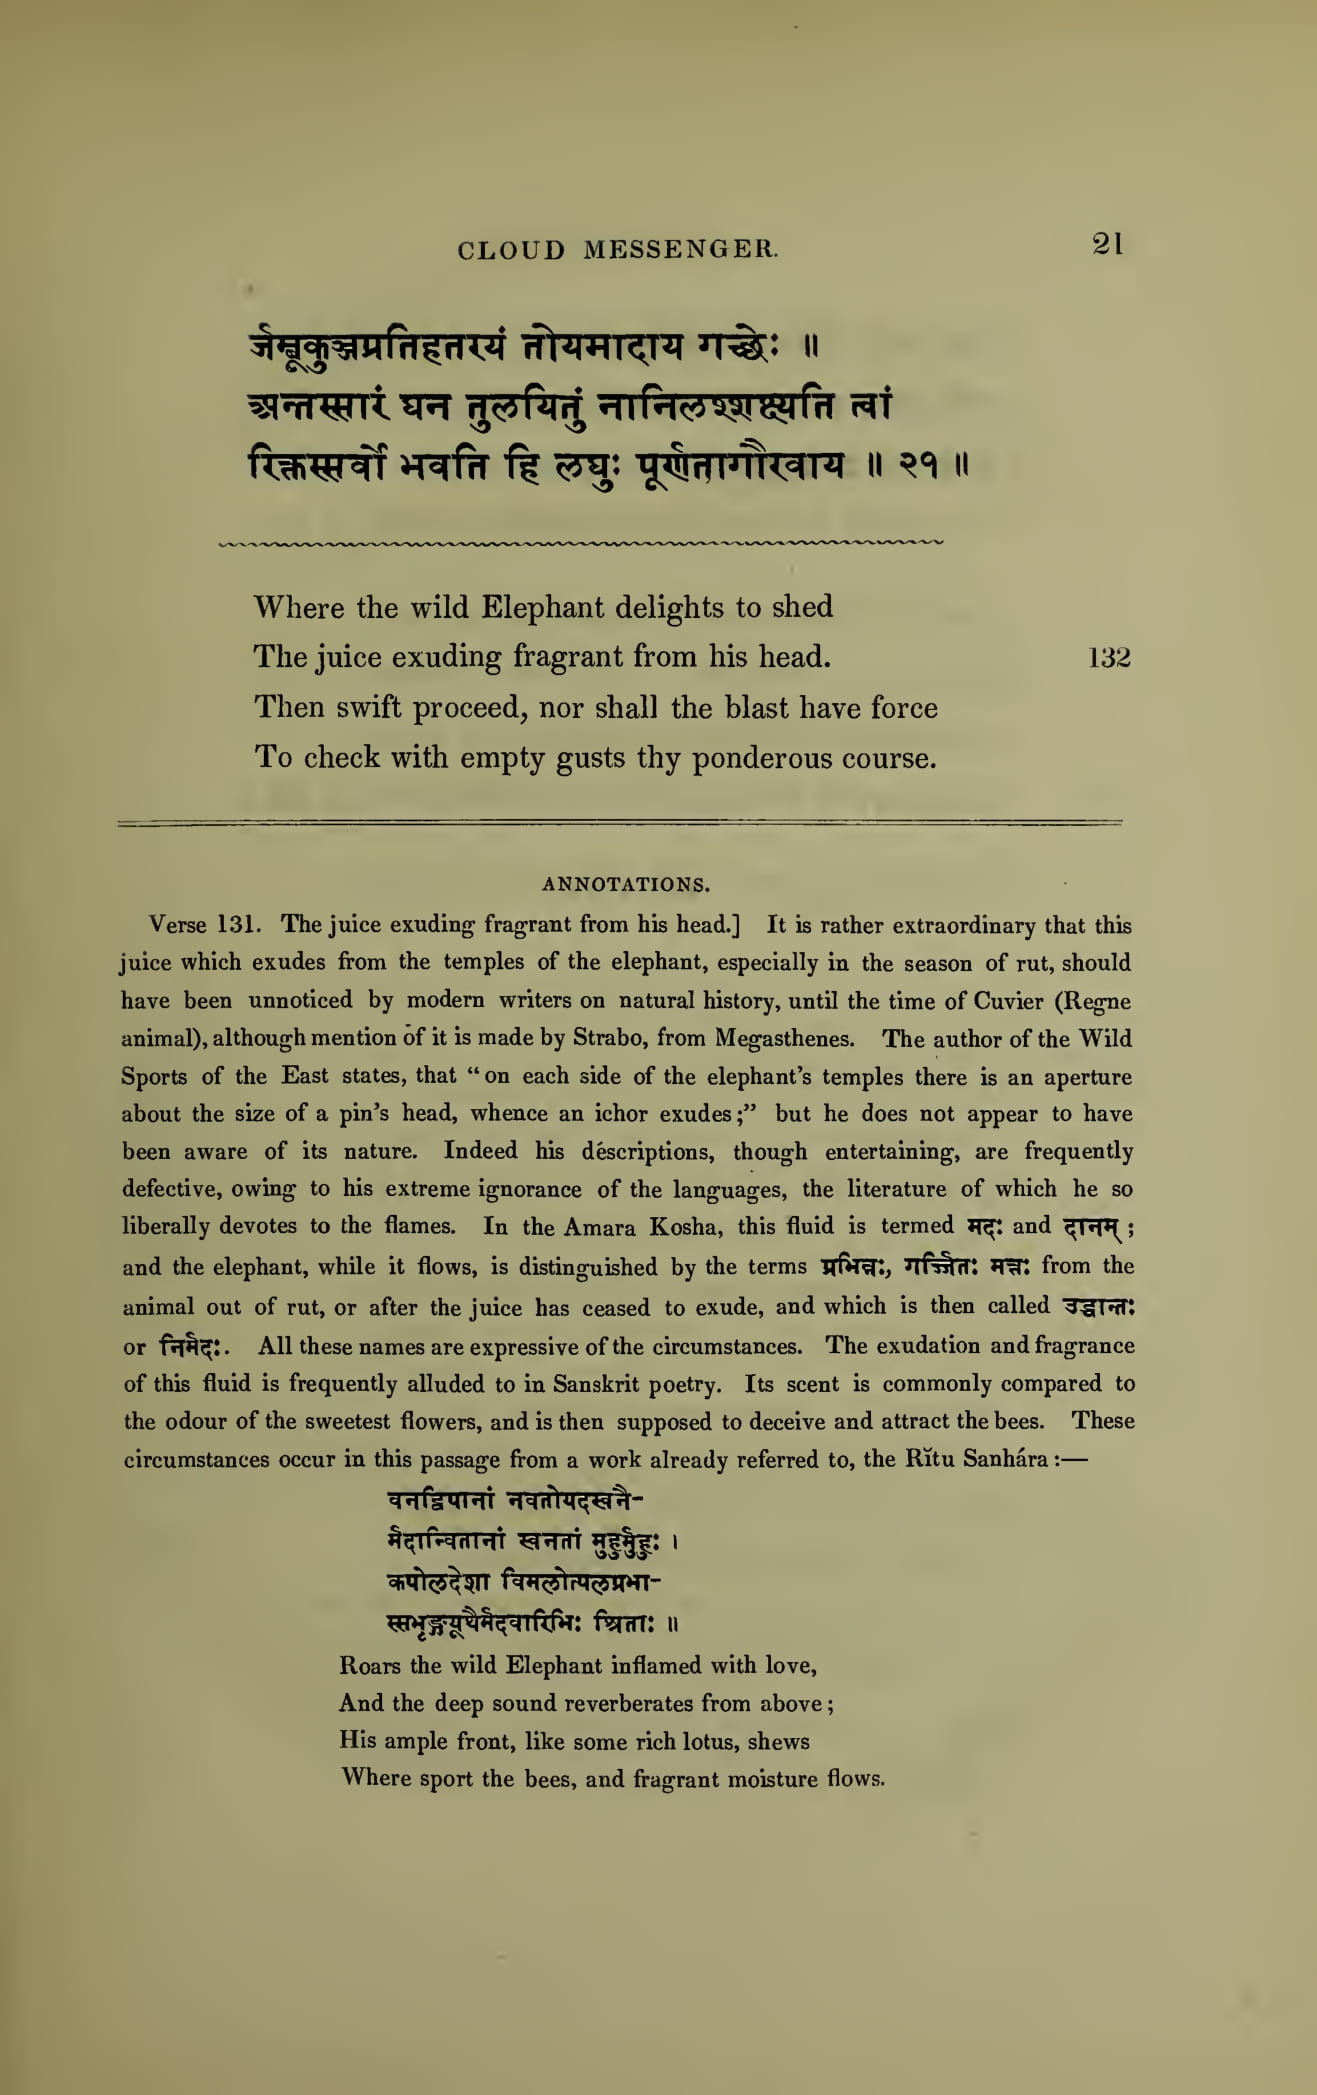 CLOUD MESSENGER. 21
र्जम्बूकुञ्जप्रतिहतरयं तोयमादाय गच्छेः ॥
अन्तस्सारं घन तुलयितुं नानिलश्शक्ष्यति त्वां
रिक्तस्सर्वो भवति हि लघुः पूर्णतागौरवाय ॥ २१ ॥
Where the wild Elephant delights to shed
The juice exuding fragrant from his head. 132
Then swift proceed, nor shall the blast have force
To check with empty gusts thy ponderous course.
ANNOTATIONS.
Verse 131. The juice exuding fragrant from his head.] It is rather extraordinary that this
juice which exudes from the temples of the elephant, especially in the season of rut, should
have been unnoticed by modern writers on natural history, until the time of Cuvier (Regne
animal), although mention of it is made by Strabo, from Megasthenes. The author of the Wild
Sports of the East states, that “on each side of the elephant’s temples there is an aperture
about the size of a pin’s head, whence an ichor exudes;” but he does not appear to have
been aware of its nature. Indeed his descriptions, though entertaining, are frequently
defective, owing to his extreme ignorance of the languages, the literature of which he so
liberally devotes to the flames. In the Amara Kosha, this fluid is termed मदः and दानम् ;
and the elephant, while it flows, is distinguished by the terms प्रभिन्नः, गर्ज्जितः मत्तः from the
animal out of rut, or after the juice has ceased to exude, and which is then called उद्वान्तः
or निर्मदः. All these names are expressive of the circumstances. The exudation and fragrance
of this fluid is frequently alluded to in Sanskrit poetry. Its scent is commonly compared to
the odour of the sweetest flowers, and is then supposed to deceive and attract the bees. These
circumstances occur in this passage from a work already referred to, the Rĭtu Sanhára :—
वनद्विपानां नवतोयदस्वनै-
र्मदान्वितानां स्वनतां मुहुर्मुहुः ।
कपोलदेशा विमलोत्पलप्रभा-
स्सभृङ्गयूथैर्मदवारिभिः श्रिताः ॥
Roars the wild Elephant inflamed with love,
And the deep sound reverberates from above ;
His ample front, like some rich lotus, shews
Where sport the bees, and fragrant moisture flows.